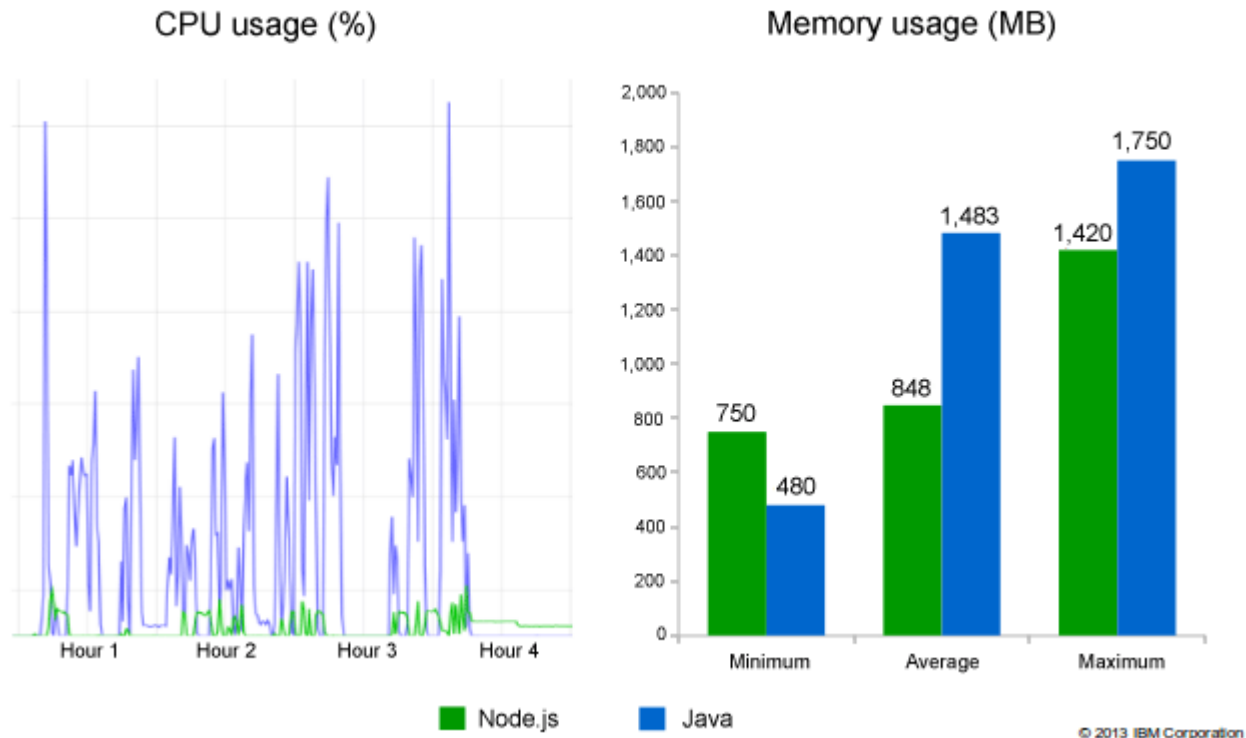 CPU usage (%)
Memory usage (MB)
2,000
1,800
1,600
1,400
1,200
1,000
800
600
400
200
0
750
480
848
1,483
1,420
1,750
Hour 1
Hour 2
Hour 3
Hour 4
Minimum
Average
Maximum
Node.js
Java
© 2013 IBM Corporation